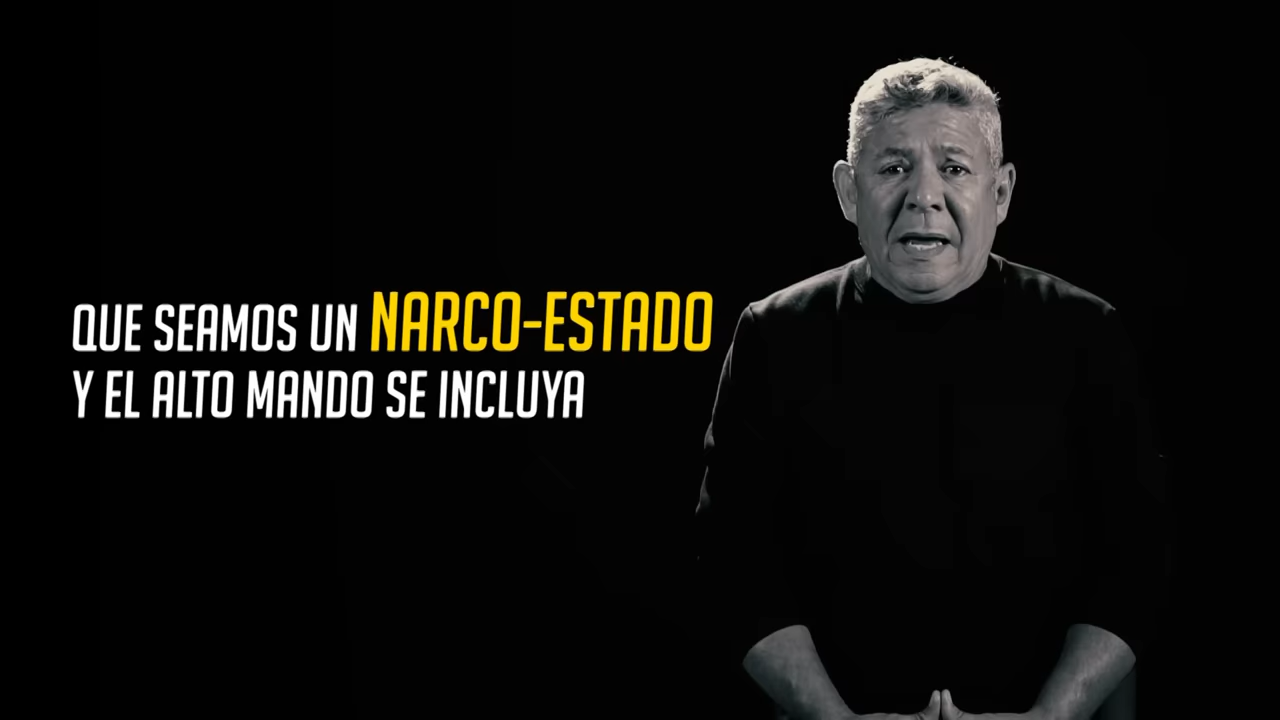 QUE SEAMOS UN NARCO-ESTADO
Y EL ALTO MANDO SE INCLUYA